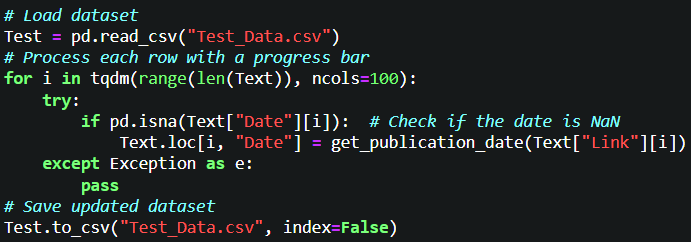 # Load dataset
Test = pd.read_csv("Test_Data.csv")
# Process each row with a progress bar
for i in tqdm(range(len(Text)), ncols=100):
    try:
        if pd.isna(Text["Date"][i]):  # Check if the date is NaN
            Text.loc[i, "Date"] = get_publication_date(Text["Link"][i])
    except Exception as e:
        pass
# Save updated dataset
Test.to_csv("Test_Data.csv", index=False)